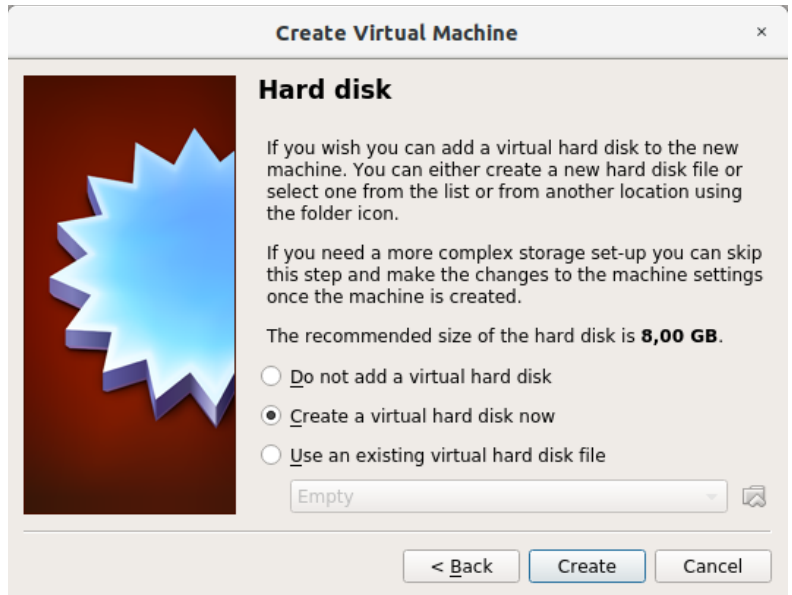 Create Virtual Machine
Hard disk
If you wish you can add a virtual hard disk to the new
machine. You can either create a new hard disk file or
select one from the list or from another location using
the folder icon.
If you need a more complex storage set-up you can skip
this step and make the changes to the machine settings
once the machine is created.
The recommended size of the hard disk is 8,00 GB.
Do not add a virtual hard disk
Create a virtual hard disk now
Use an existing virtual hard disk file
Empty
< Back
Create
Cancel